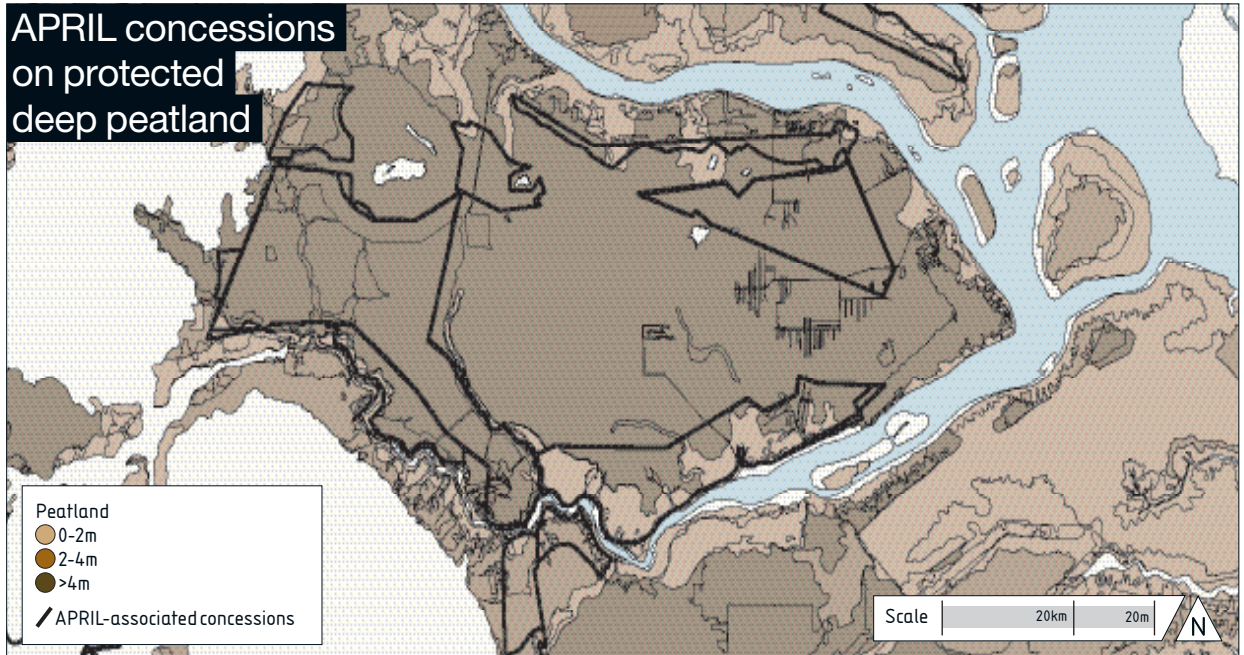 APRIL concessions
on protected
deep peatland
Peatland
0-2m
2-4m
>4m
APRIL-associated concessions
Scale 20km 20m
N